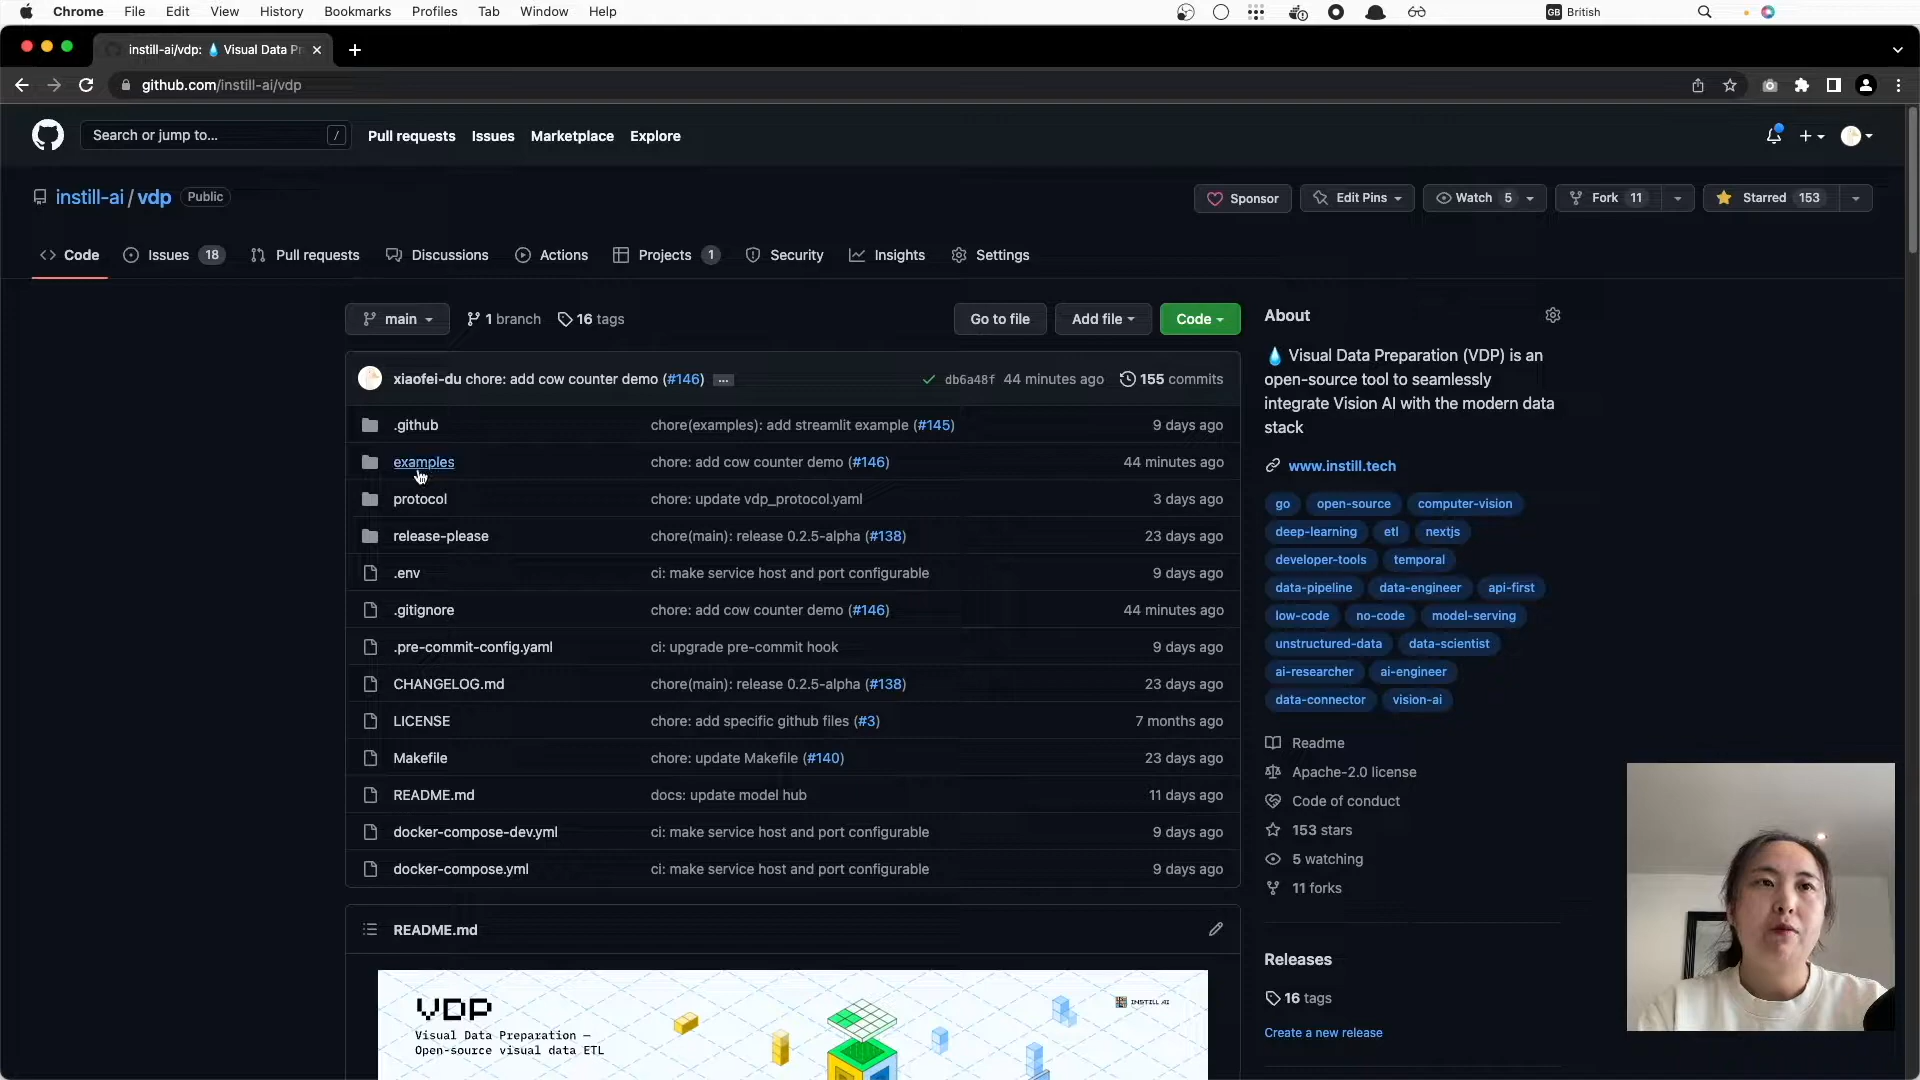 Chrome File Edit View History Bookmarks Profiles Tab Window Help GB British
instill-ai/vdp: 💧 Visual Data Pr
github.com/instill-ai/vdp
Search or jump to... / Pull requests Issues Marketplace Explore
instill-ai / vdp Public Sponsor Edit Pins Watch 5 Fork 11 Starred 153
Code Issues 18 Pull requests Discussions Actions Projects 1 Security Insights Settings
main 1 branch 16 tags Go to file Add file Code
xiaofei-du chore: add cow counter demo (#146) ... db6a48f 44 minutes ago 155 commits
.github chore(examples): add streamlit example (#145) 9 days ago
examples chore: add cow counter demo (#146) 44 minutes ago
protocol chore: update vdp_protocol.yaml 3 days ago
release-please chore(main): release 0.2.5-alpha (#138) 23 days ago
.env ci: make service host and port configurable 9 days ago
.gitignore chore: add cow counter demo (#146) 44 minutes ago
.pre-commit-config.yaml ci: upgrade pre-commit hook 9 days ago
CHANGELOG.md chore(main): release 0.2.5-alpha (#138) 23 days ago
LICENSE chore: add specific github files (#3) 7 months ago
Makefile chore: update Makefile (#140) 23 days ago
README.md docs: update model hub 11 days ago
docker-compose-dev.yml ci: make service host and port configurable 9 days ago
docker-compose.yml ci: make service host and port configurable 9 days ago
README.md
VDP
Visual Data Preparation —
Open-source visual data ETL
INSTILL AI
About
💧 Visual Data Preparation (VDP) is an
open-source tool to seamlessly
integrate Vision AI with the modern data
stack
www.instill.tech
go open-source computer-vision
deep-learning etl nextjs
developer-tools temporal
data-pipeline data-engineer api-first
low-code no-code model-serving
unstructured-data data-scientist
ai-researcher ai-engineer
data-connector vision-ai
Readme
Apache-2.0 license
Code of conduct
153 stars
5 watching
11 forks
Releases
16 tags
Create a new release